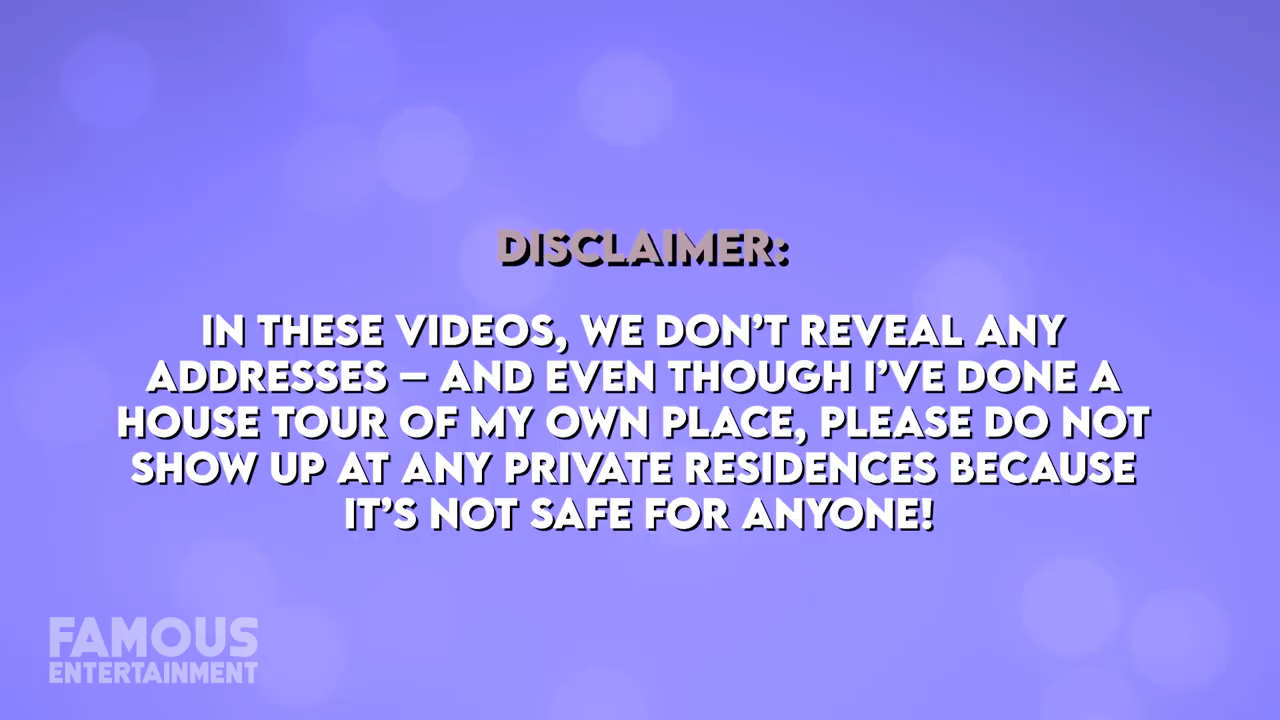 DISCLAIMER:
IN THESE VIDEOS, WE DON'T REVEAL ANY
ADDRESSES – AND EVEN THOUGH I'VE DONE A
HOUSE TOUR OF MY OWN PLACE, PLEASE DO NOT
SHOW UP AT ANY PRIVATE RESIDENCES BECAUSE
IT'S NOT SAFE FOR ANYONE!
FAMOUS
ENTERTAINMENT